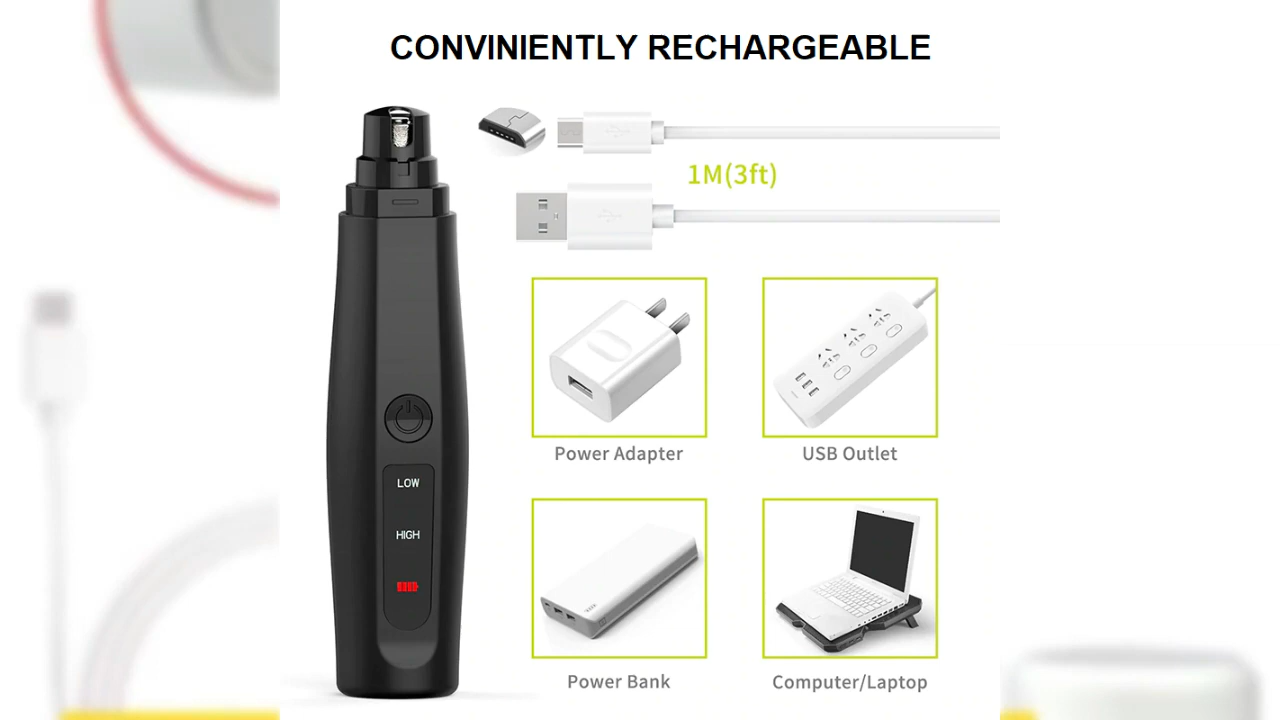 CONVINIENTLY RECHARGEABLE
1M(3ft)
LOW
HIGH
Power Adapter
USB Outlet
Power Bank
Computer/Laptop